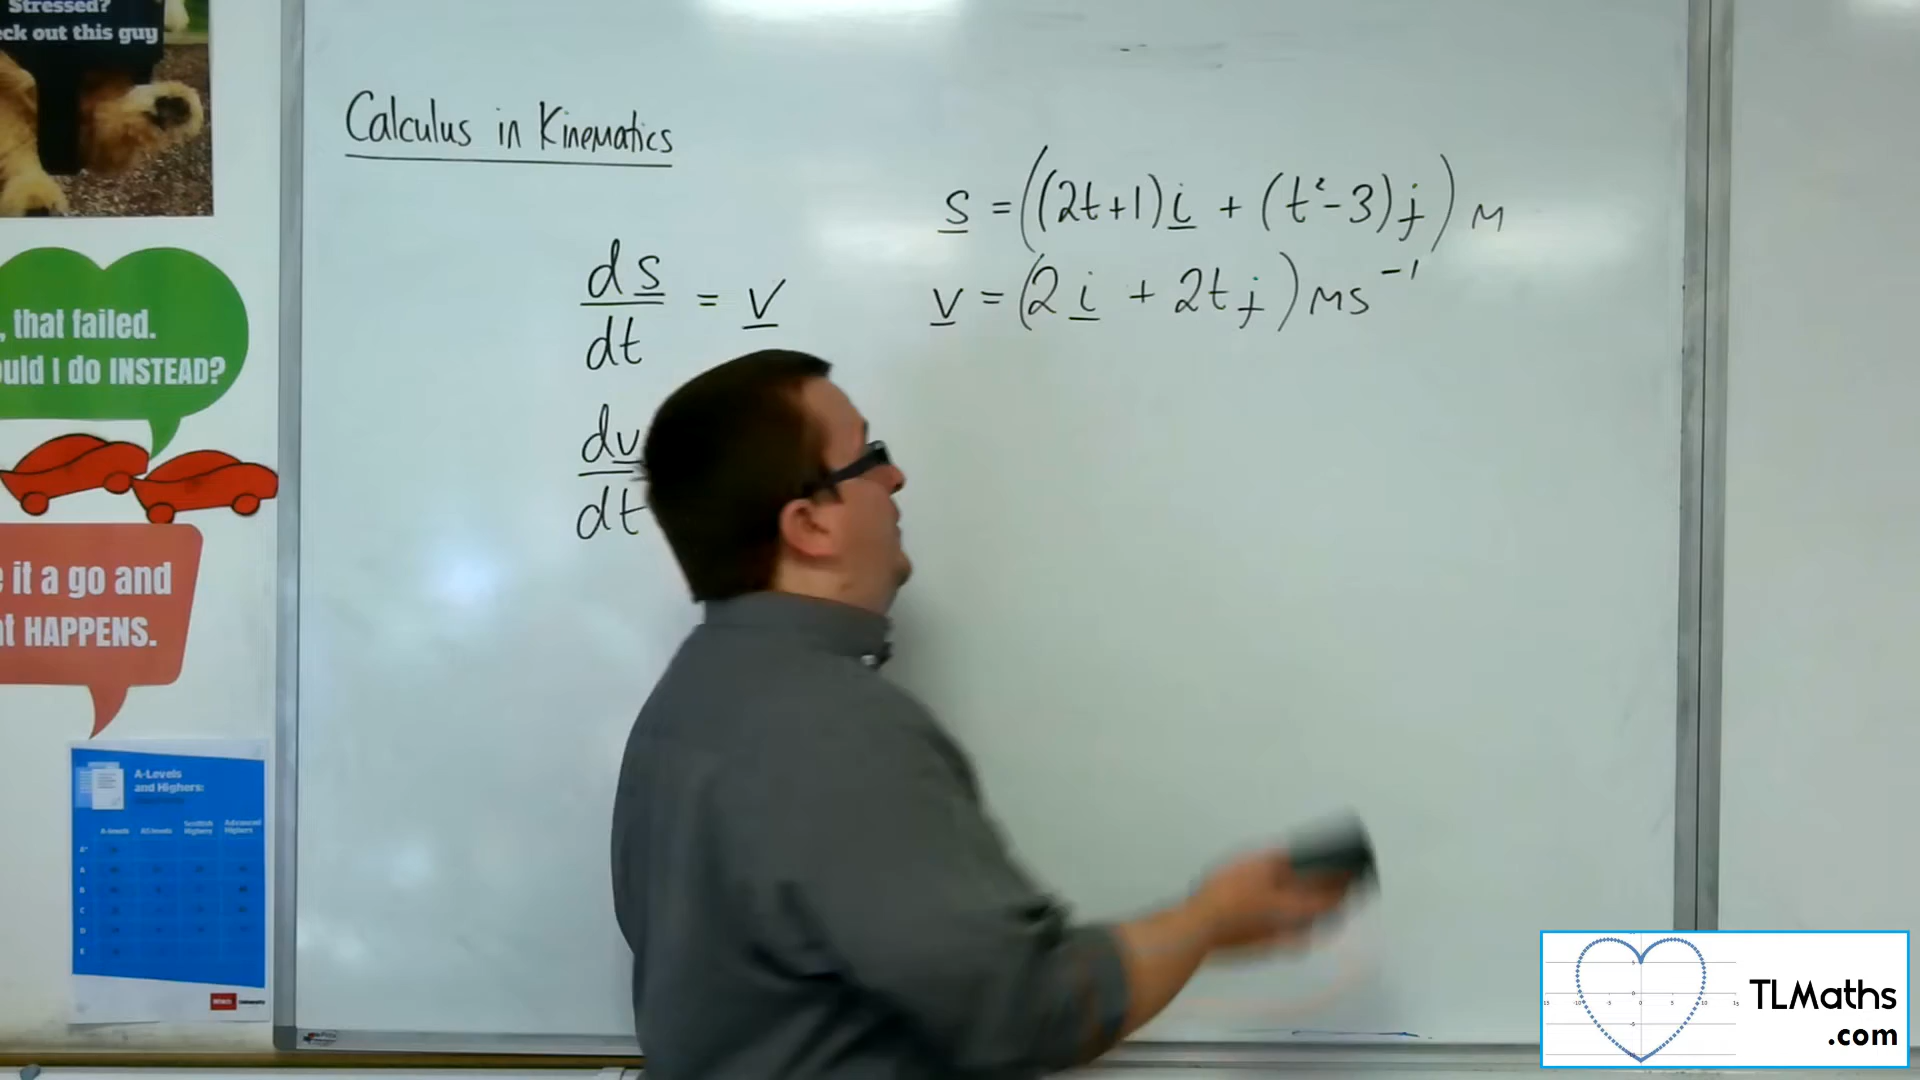 Stressed?
ck out this guy
, that failed.
uld I do INSTEAD?
it a go and
t HAPPENS.
A-Levels
and Highers:
Calculus in Kinematics
ds/dt = v
dv/dt
s = ((2t+1)i + (t²-3)j) m
v = (2i + 2tj) ms⁻¹
TLMaths
.com